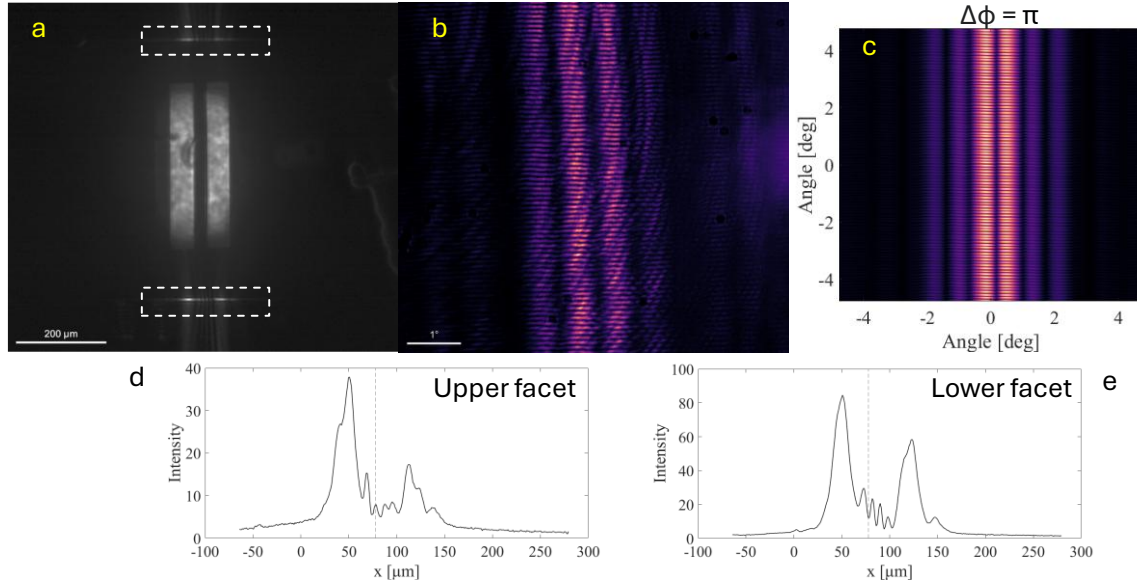 a
200 µm
b
1°
Δϕ = π
c
Angle [deg]
4
2
0
-2
-4
-4
-2
0
2
4
Angle [deg]
d
Upper facet
Intensity
40
30
20
10
0
-100
-50
0
50
100
150
200
250
300
x [µm]
Lower facet
e
Intensity
100
80
60
40
20
0
-100
-50
0
50
100
150
200
250
300
x [µm]